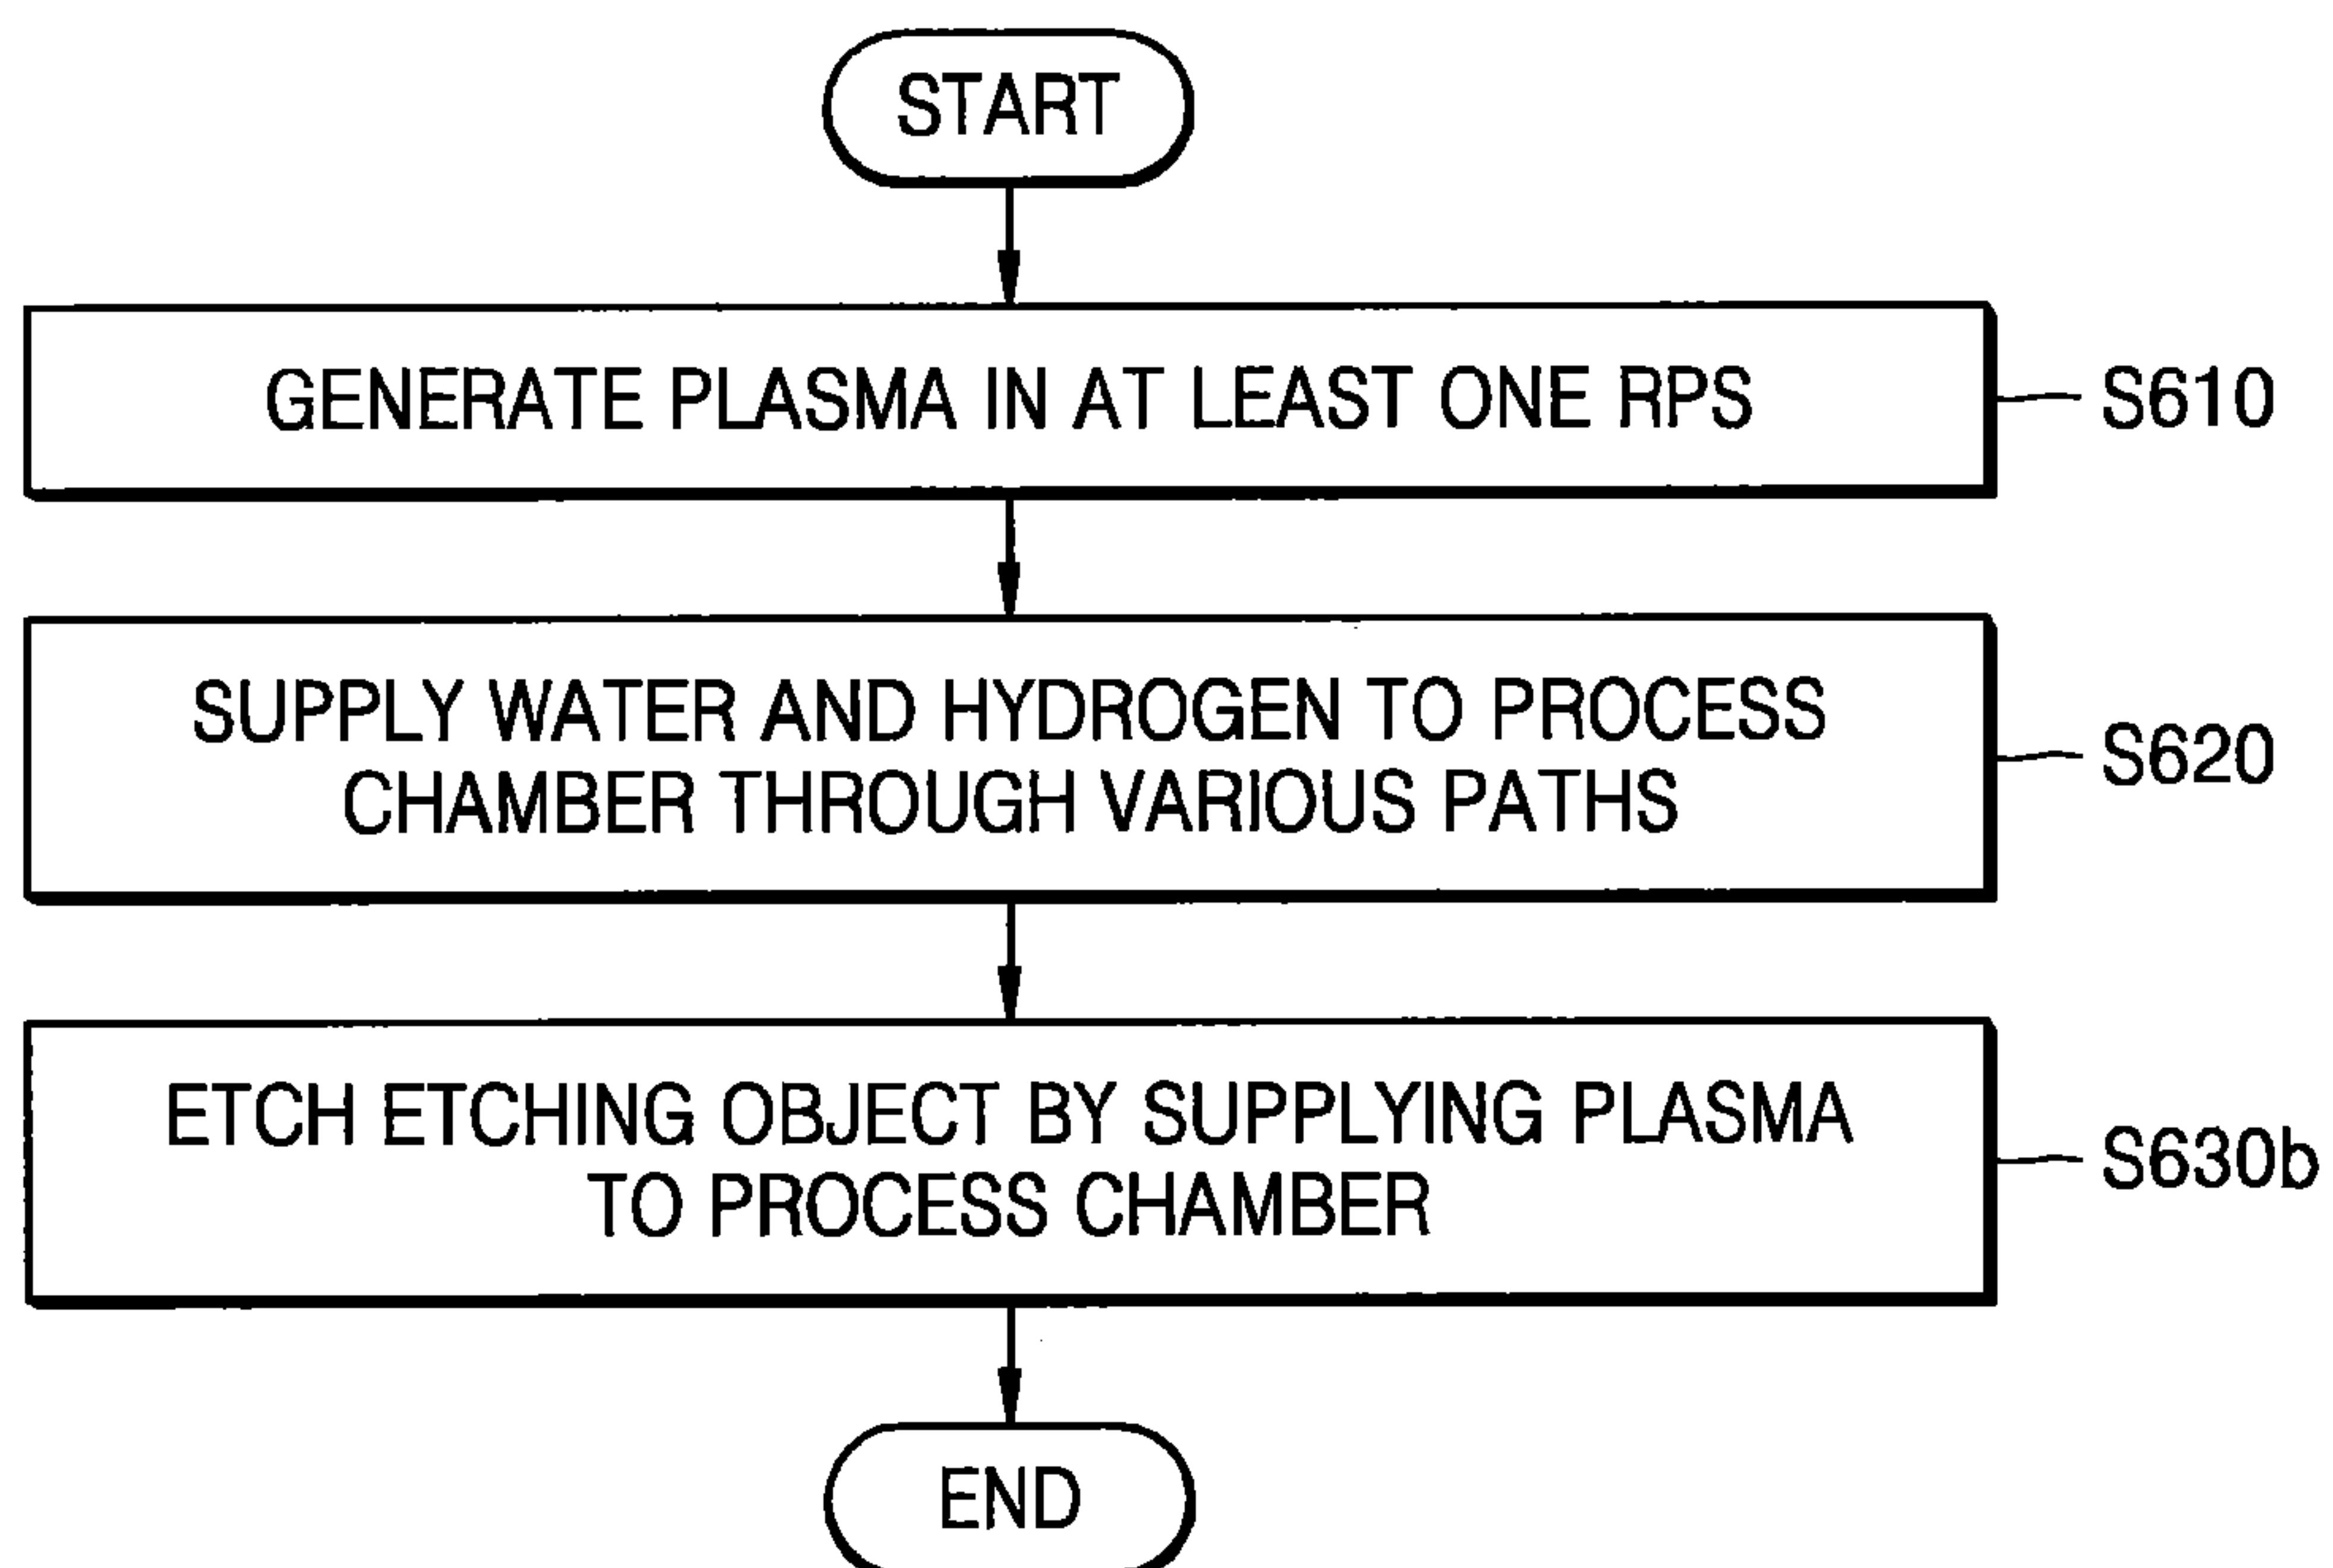 START
GENERATE PLASMA IN AT LEAST ONE RPS
S610
SUPPLY WATER AND HYDROGEN TO PROCESS
CHAMBER THROUGH VARIOUS PATHS
S620
ETCH ETCHING OBJECT BY SUPPLYING PLASMA
TO PROCESS CHAMBER
S630b
END